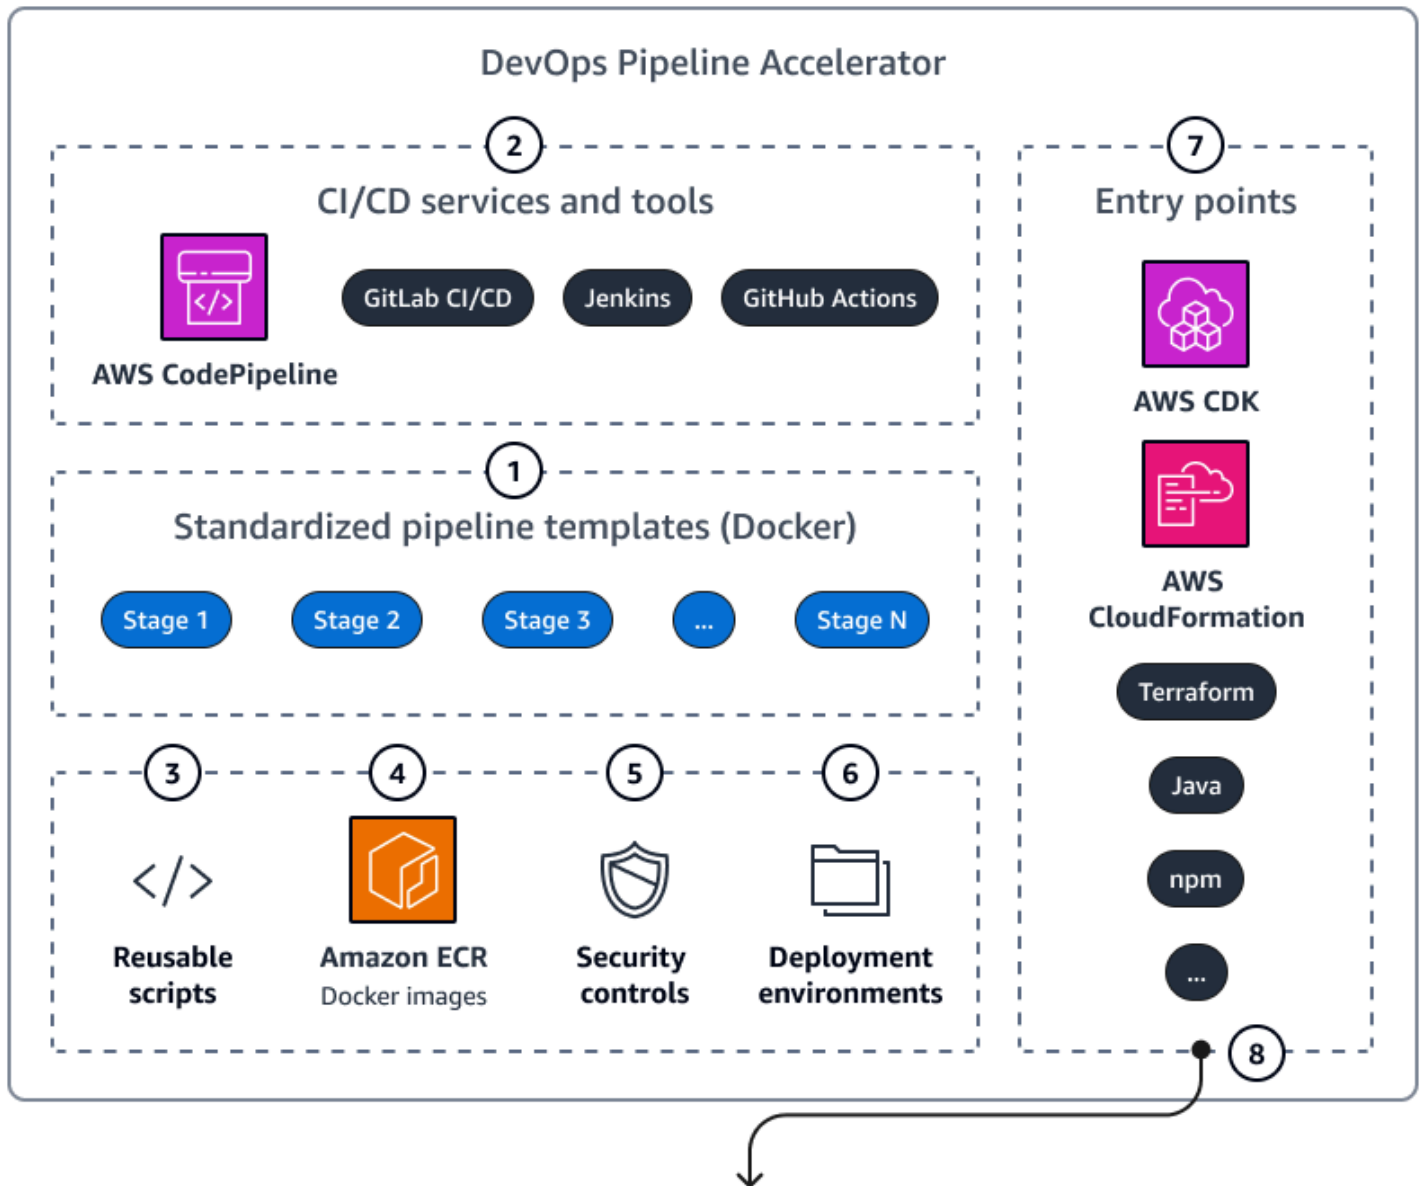 DevOps Pipeline Accelerator
2
CI/CD services and tools
AWS CodePipeline
GitLab CI/CD
Jenkins
GitHub Actions
1
Standardized pipeline templates (Docker)
Stage 1
Stage 2
Stage 3
...
Stage N
3
</>
Reusable
scripts
4
Amazon ECR
Docker images
5
Security
controls
6
Deployment
environments
7
Entry points
AWS CDK
AWS
CloudFormation
Terraform
Java
npm
...
8